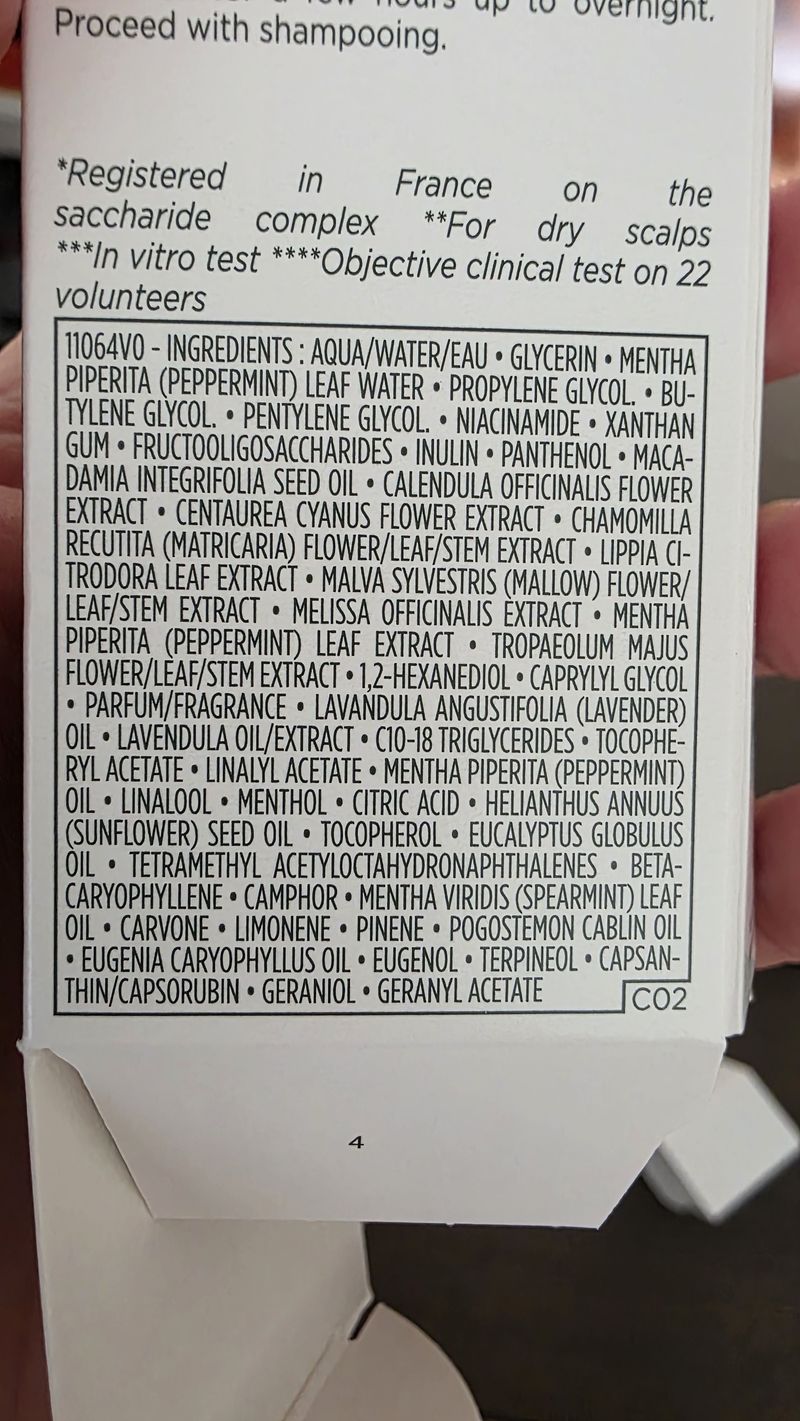 hours up to overnight.
Proceed with shampooing.
*Registered in France on the
saccharide complex **For dry scalps
***In vitro test ****Objective clinical test on 22
volunteers
11064V0 - INGREDIENTS : AQUA/WATER/EAU • GLYCERIN • MENTHA
PIPERITA (PEPPERMINT) LEAF WATER • PROPYLENE GLYCOL. • BU-
TYLENE GLYCOL. • PENTYLENE GLYCOL. • NIACINAMIDE • XANTHAN
GUM • FRUCTOOLIGOSACCHARIDES • INULIN • PANTHENOL • MACA-
DAMIA INTEGRIFOLIA SEED OIL • CALENDULA OFFICINALIS FLOWER
EXTRACT • CENTAUREA CYANUS FLOWER EXTRACT • CHAMOMILLA
RECUTITA (MATRICARIA) FLOWER/LEAF/STEM EXTRACT • LIPPIA CI-
TRODORA LEAF EXTRACT • MALVA SYLVESTRIS (MALLOW) FLOWER/
LEAF/STEM EXTRACT • MELISSA OFFICINALIS EXTRACT • MENTHA
PIPERITA (PEPPERMINT) LEAF EXTRACT • TROPAEOLUM MAJUS
FLOWER/LEAF/STEM EXTRACT • 1,2-HEXANEDIOL • CAPRYLYL GLYCOL
• PARFUM/FRAGRANCE • LAVANDULA ANGUSTIFOLIA (LAVENDER)
OIL • LAVENDULA OIL/EXTRACT • C10-18 TRIGLYCERIDES • TOCOPHE-
RYL ACETATE • LINALYL ACETATE • MENTHA PIPERITA (PEPPERMINT)
OIL • LINALOOL • MENTHOL • CITRIC ACID • HELIANTHUS ANNUUS
(SUNFLOWER) SEED OIL • TOCOPHEROL • EUCALYPTUS GLOBULUS
OIL • TETRAMETHYL ACETYLOCTAHYDRONAPHTHALENES • BETA-
CARYOPHYLLENE • CAMPHOR • MENTHA VIRIDIS (SPEARMINT) LEAF
OIL • CARVONE • LIMONENE • PINENE • POGOSTEMON CABLIN OIL
• EUGENIA CARYOPHYLLUS OIL • EUGENOL • TERPINEOL • CAPSAN-
THIN/CAPSORUBIN • GERANIOL • GERANYL ACETATE
C02
4